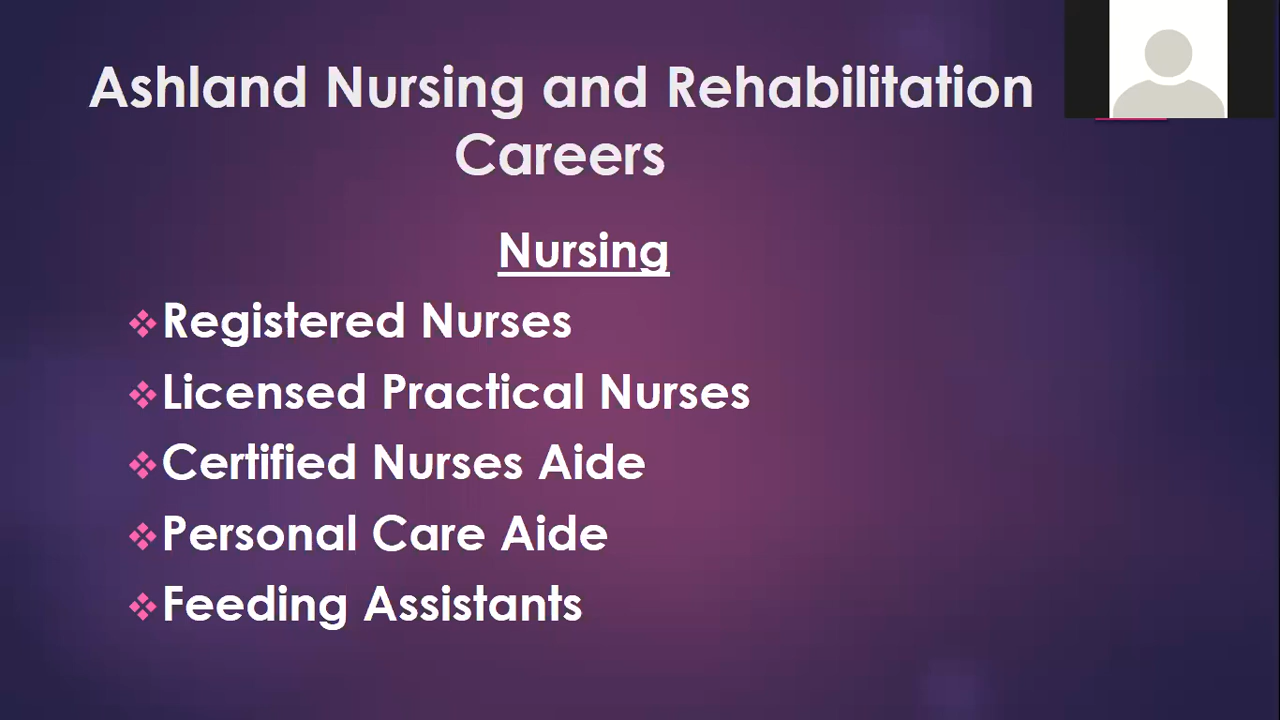 Ashland Nursing and Rehabilitation
Careers
Nursing
Registered Nurses
Licensed Practical Nurses
Certified Nurses Aide
Personal Care Aide
Feeding Assistants